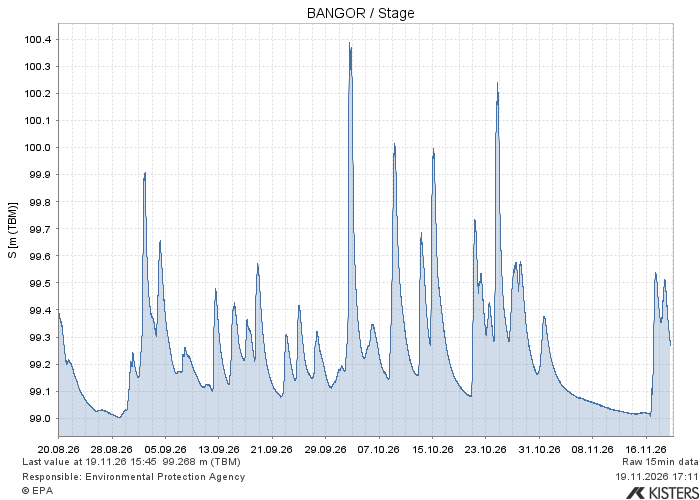 BANGOR / Stage
100.4
100.3
100.2
100.1
100.0
99.9
99.8
99.7
99.6
99.5
99.4
99.3
99.2
99.1
99.0
S [m (TBM)]
20.08.26 28.08.26 05.09.26 13.09.26 21.09.26 29.09.26 07.10.26 15.10.26 23.10.26 31.10.26 08.11.26 16.11.26
Last value at 19.11.26 15:45 99.268 m (TBM) Raw 15min data
Responsible: Environmental Protection Agency 19.11.2026 17:11
© EPA
KISTERS